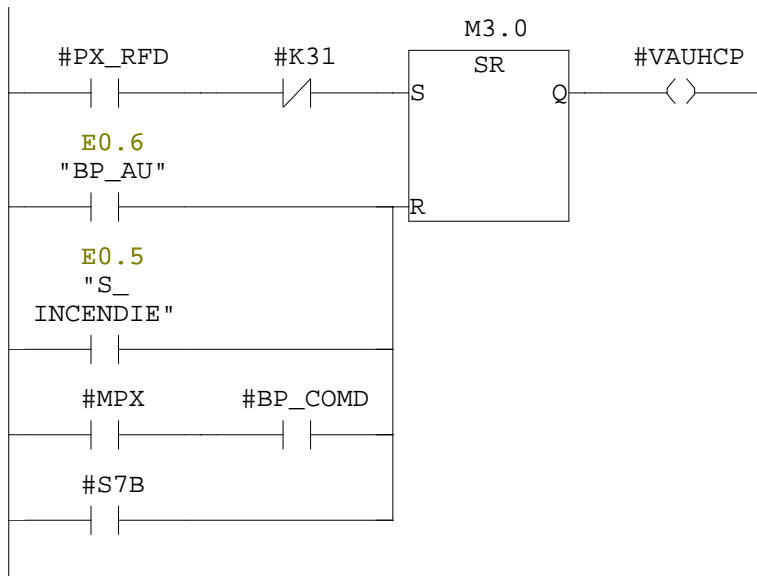 M3.0
#PX_RFD #K31 SR #VAUHCP
S Q
E0.6
"BP_AU"
R
E0.5
"S_
INCENDIE"
#MPX #BP_COMD
#S7B